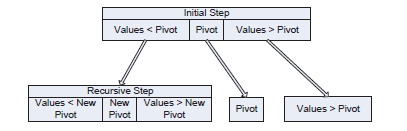 Initial Step
Values < Pivot Pivot Values > Pivot
Recursive Step
Values < New New Values > New
Pivot Pivot Pivot
Pivot
Values > Pivot